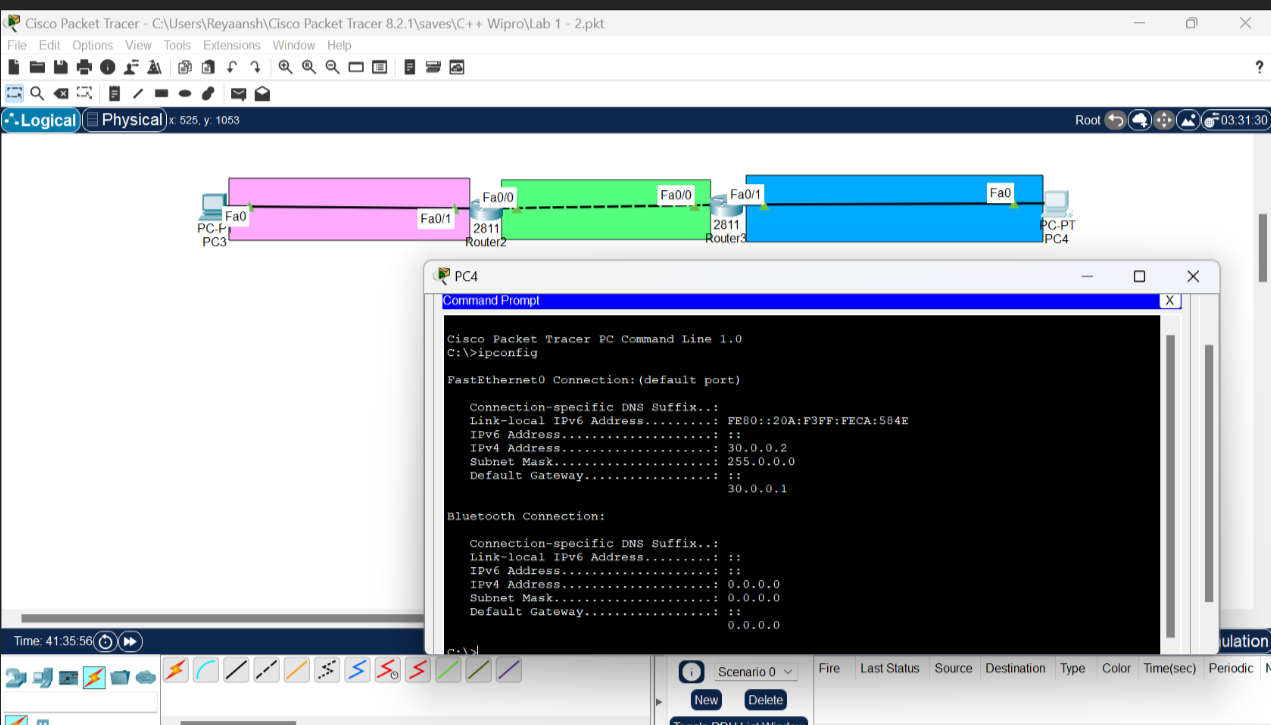 Cisco Packet Tracer - C:\Users\Reyaansh\Cisco Packet Tracer 8.2.1\saves\C++ Wipro\Lab 1 - 2.pkt
File Edit Options View Tools Extensions Window Help
?
Logical Physical x: 525, y: 1053 Root 03:31:30
Fa0/0 Fa0/0 Fa0/1 Fa0
Fa0 Fa0/1
PC-P 2811 2811 PC-PT
PC3 Router2 Router3 PC4
PC4
Command Prompt X
Cisco Packet Tracer PC Command Line 1.0
C:\>ipconfig
FastEthernet0 Connection:(default port)
Connection-specific DNS Suffix..:
Link-local IPv6 Address.........: FE80::20A:F3FF:FECA:584E
IPv6 Address....................: ::
IPv4 Address....................: 30.0.0.2
Subnet Mask.....................: 255.0.0.0
Default Gateway.................: ::
30.0.0.1
Bluetooth Connection:
Connection-specific DNS Suffix..:
Link-local IPv6 Address.........: ::
IPv6 Address....................: ::
IPv4 Address....................: 0.0.0.0
Subnet Mask.....................: 0.0.0.0
Default Gateway.................: ::
0.0.0.0
C:\>
Time: 41:35:56 ulation
Scenario 0 Fire Last Status Source Destination Type Color Time(sec) Periodic N
New Delete
Toggle PDU List Window